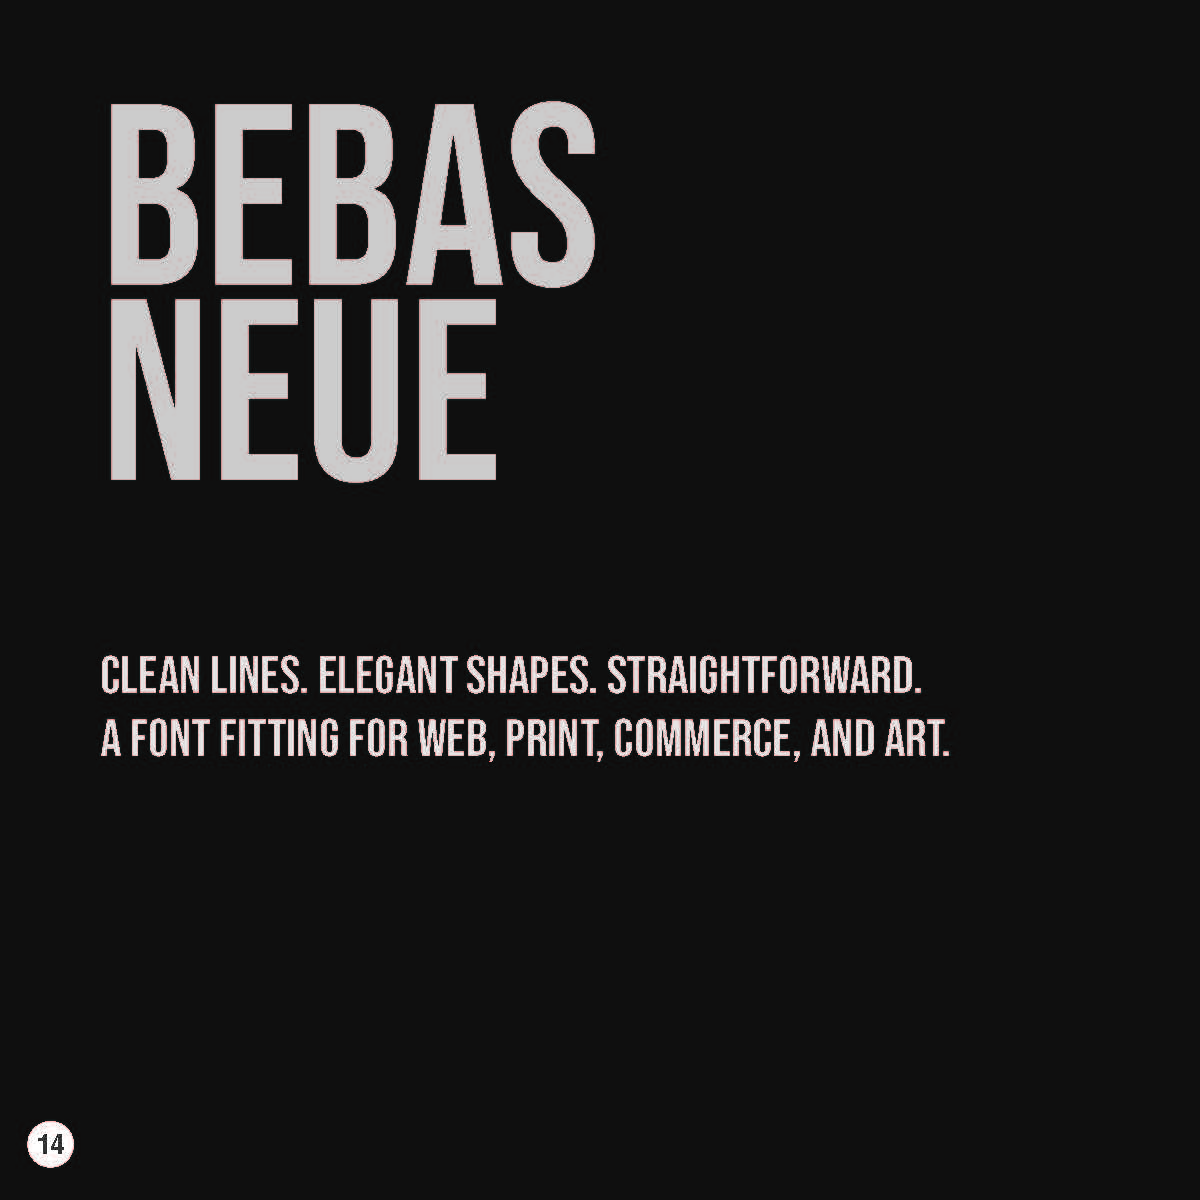 BEBAS
NEUE
CLEAN LINES. ELEGANT SHAPES. STRAIGHTFORWARD.
A FONT FITTING FOR WEB, PRINT, COMMERCE, AND ART.
14